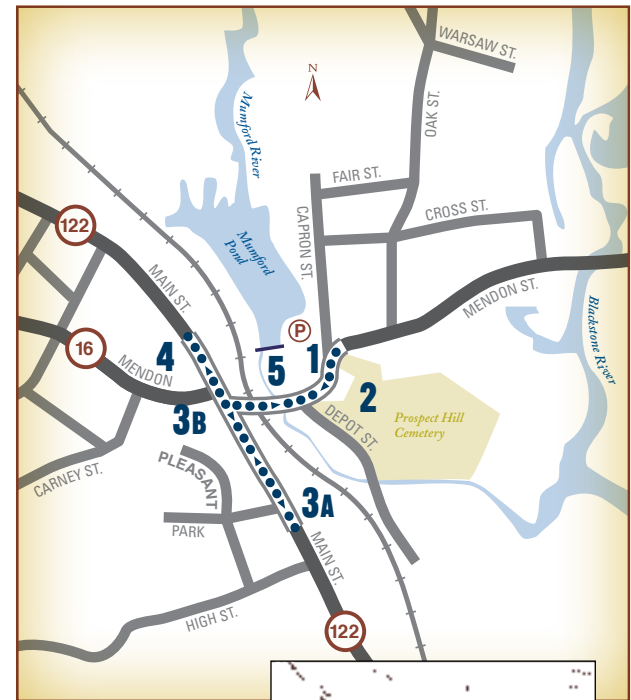 WARSAW ST.
N
Mumford River
OAK ST.
FAIR ST.
CAPRON ST.
CROSS ST.
122
Mumford
Pond
MAIN ST.
MENDON ST.
Blackstone River
P
16
MENDON
4
5
1
2
3B
DEPOT ST.
Prospect Hill
Cemetery
CARNEY ST.
PLEASANT
3A
PARK
MAIN ST.
HIGH ST.
122